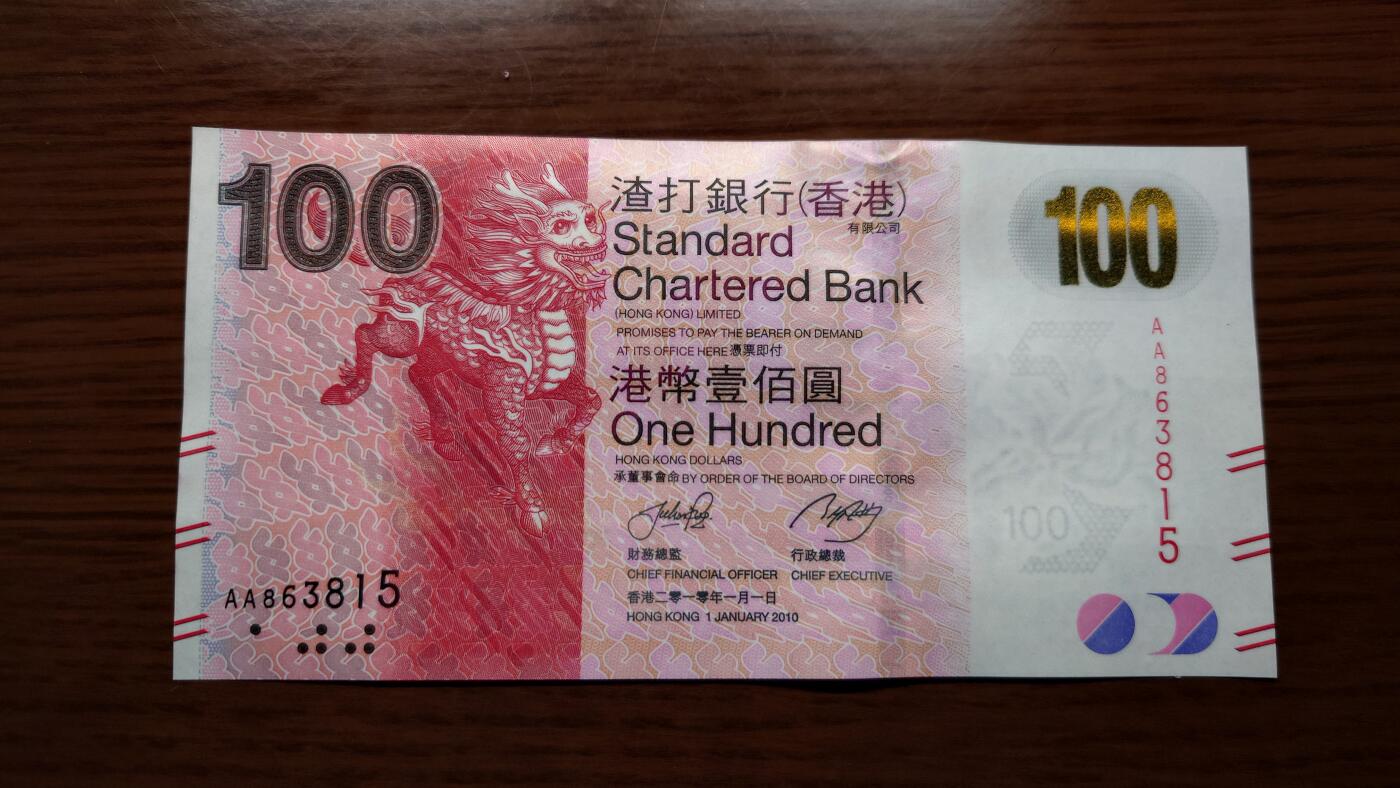 100
渣打銀行(香港)
有限公司
Standard
Chartered Bank
(HONG KONG) LIMITED
PROMISES TO PAY THE BEARER ON DEMAND
AT ITS OFFICE HERE 憑票即付
港幣壹佰圓
One Hundred
HONG KONG DOLLARS
承董事會命 BY ORDER OF THE BOARD OF DIRECTORS
財務總監 行政總裁
CHIEF FINANCIAL OFFICER CHIEF EXECUTIVE
香港二零一零年一月一日
HONG KONG 1 JANUARY 2010
AA863815
100
AA863815
100